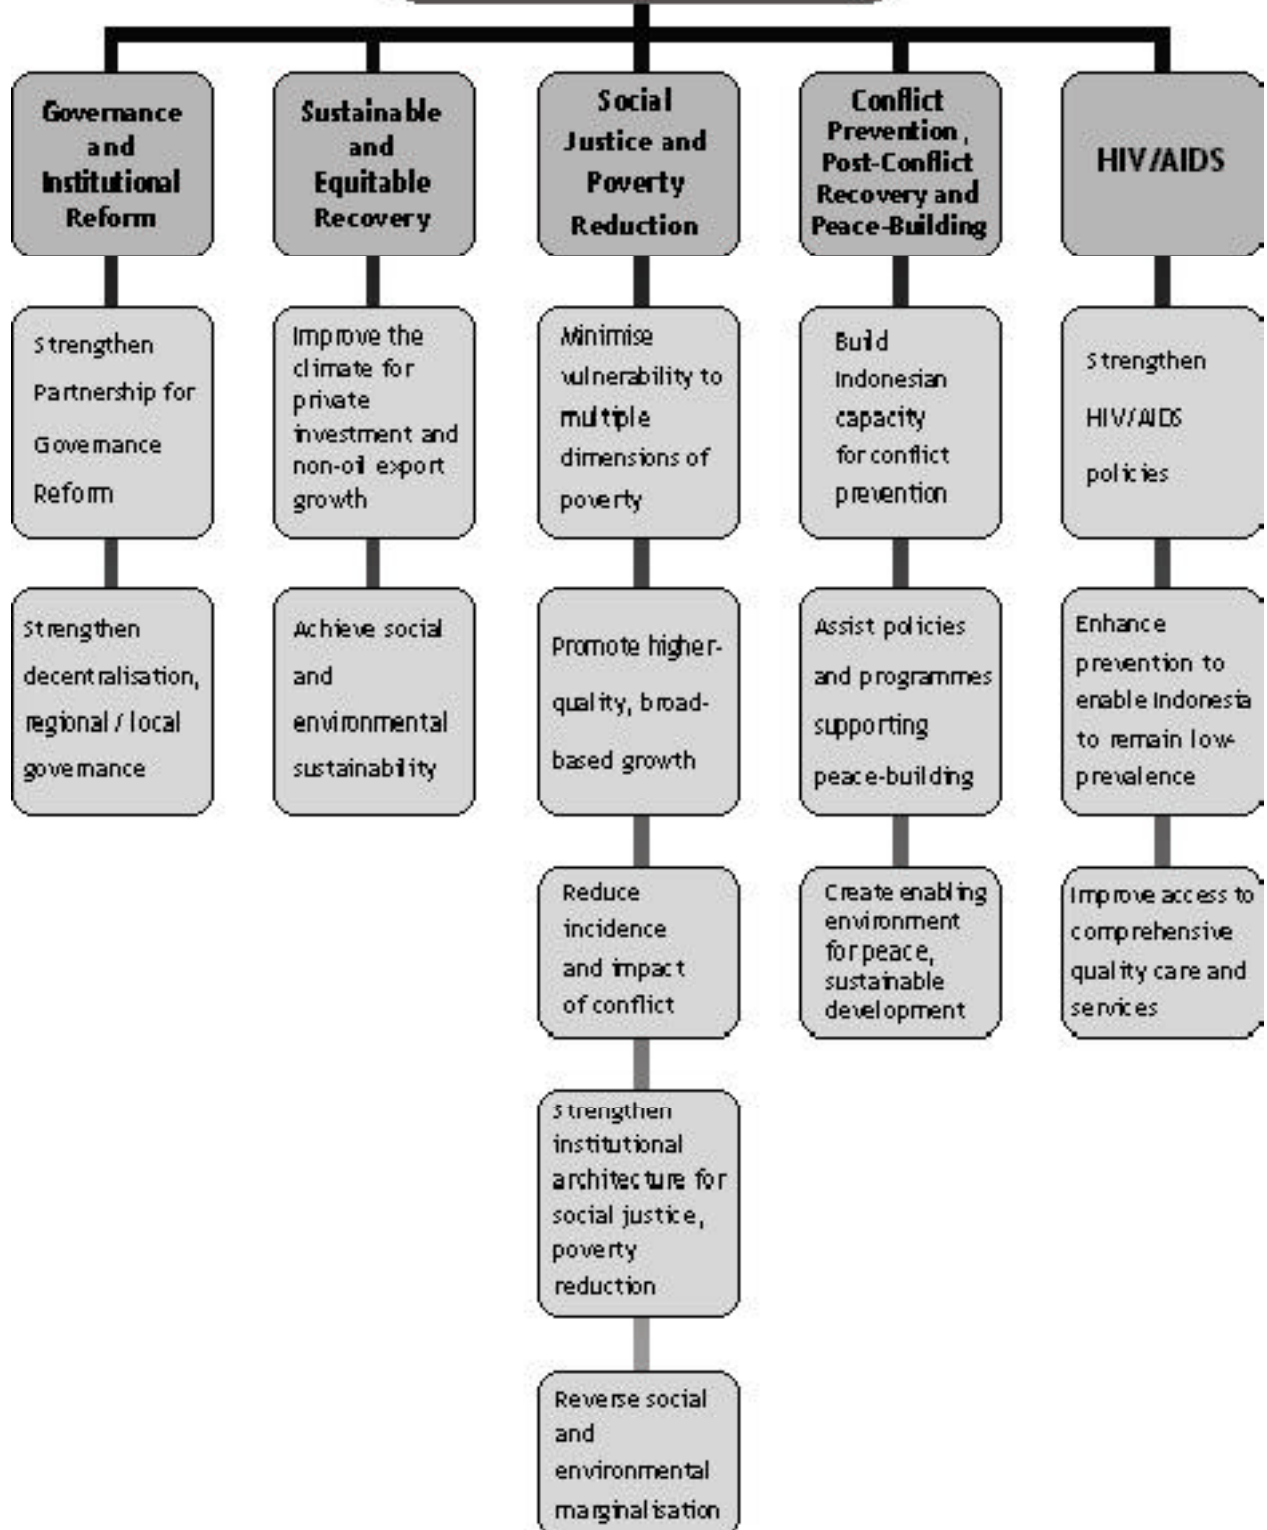 Governance
and
Institutional
Reform
Sustainable
and
Equitable
Recovery
Social
Justice and
Poverty
Reduction
Conflict
Prevention,
Post-Conflict
Recovery and
Peace-Building
HIV/AIDS
Strengthen
Partnership for
Governance
Reform
Improve the
climate for
private
investment and
non-oil export
growth
Minimise
vulnerability to
multiple
dimensions of
poverty
Build
Indonesian
capacity
for conflict
prevention
Strengthen
HIV/AIDS
policies
Strengthen
decentralisation,
regional / local
governance
Achieve social
and
environmental
sustainability
Promote higher-
quality, broad-
based growth
Assist policies
and programmes
supporting
peace-building
Enhance
prevention to
enable Indonesia
to remain low-
prevalence
Reduce
incidence
and impact
of conflict
Create enabling
environment
for peace,
sustainable
development
Improve access to
comprehensive
quality care and
services
Strengthen
institutional
architecture for
social justice,
poverty
reduction
Reverse social
and
environmental
marginalisation